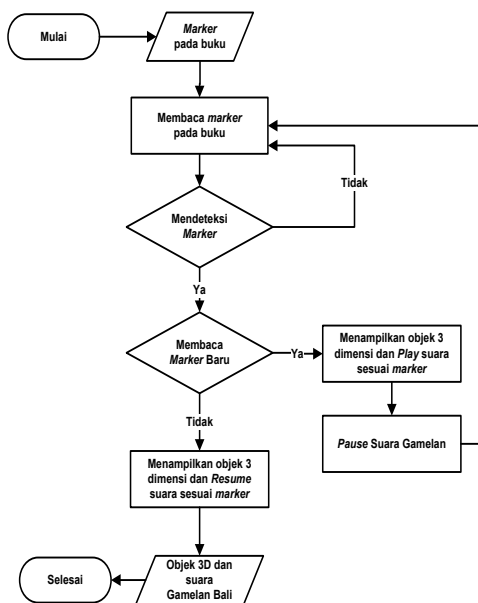 Mulai
Marker
pada buku
Membaca marker
pada buku
Tidak
Mendeteksi
Marker
Ya
Membaca
Marker Baru
Ya
Menampilkan objek 3
dimensi dan Play suara
sesuai marker
Pause Suara Gamelan
Tidak
Menampilkan objek 3
dimensi dan Resume
suara sesuai marker
Selesai
Objek 3D dan
suara
Gamelan Bali